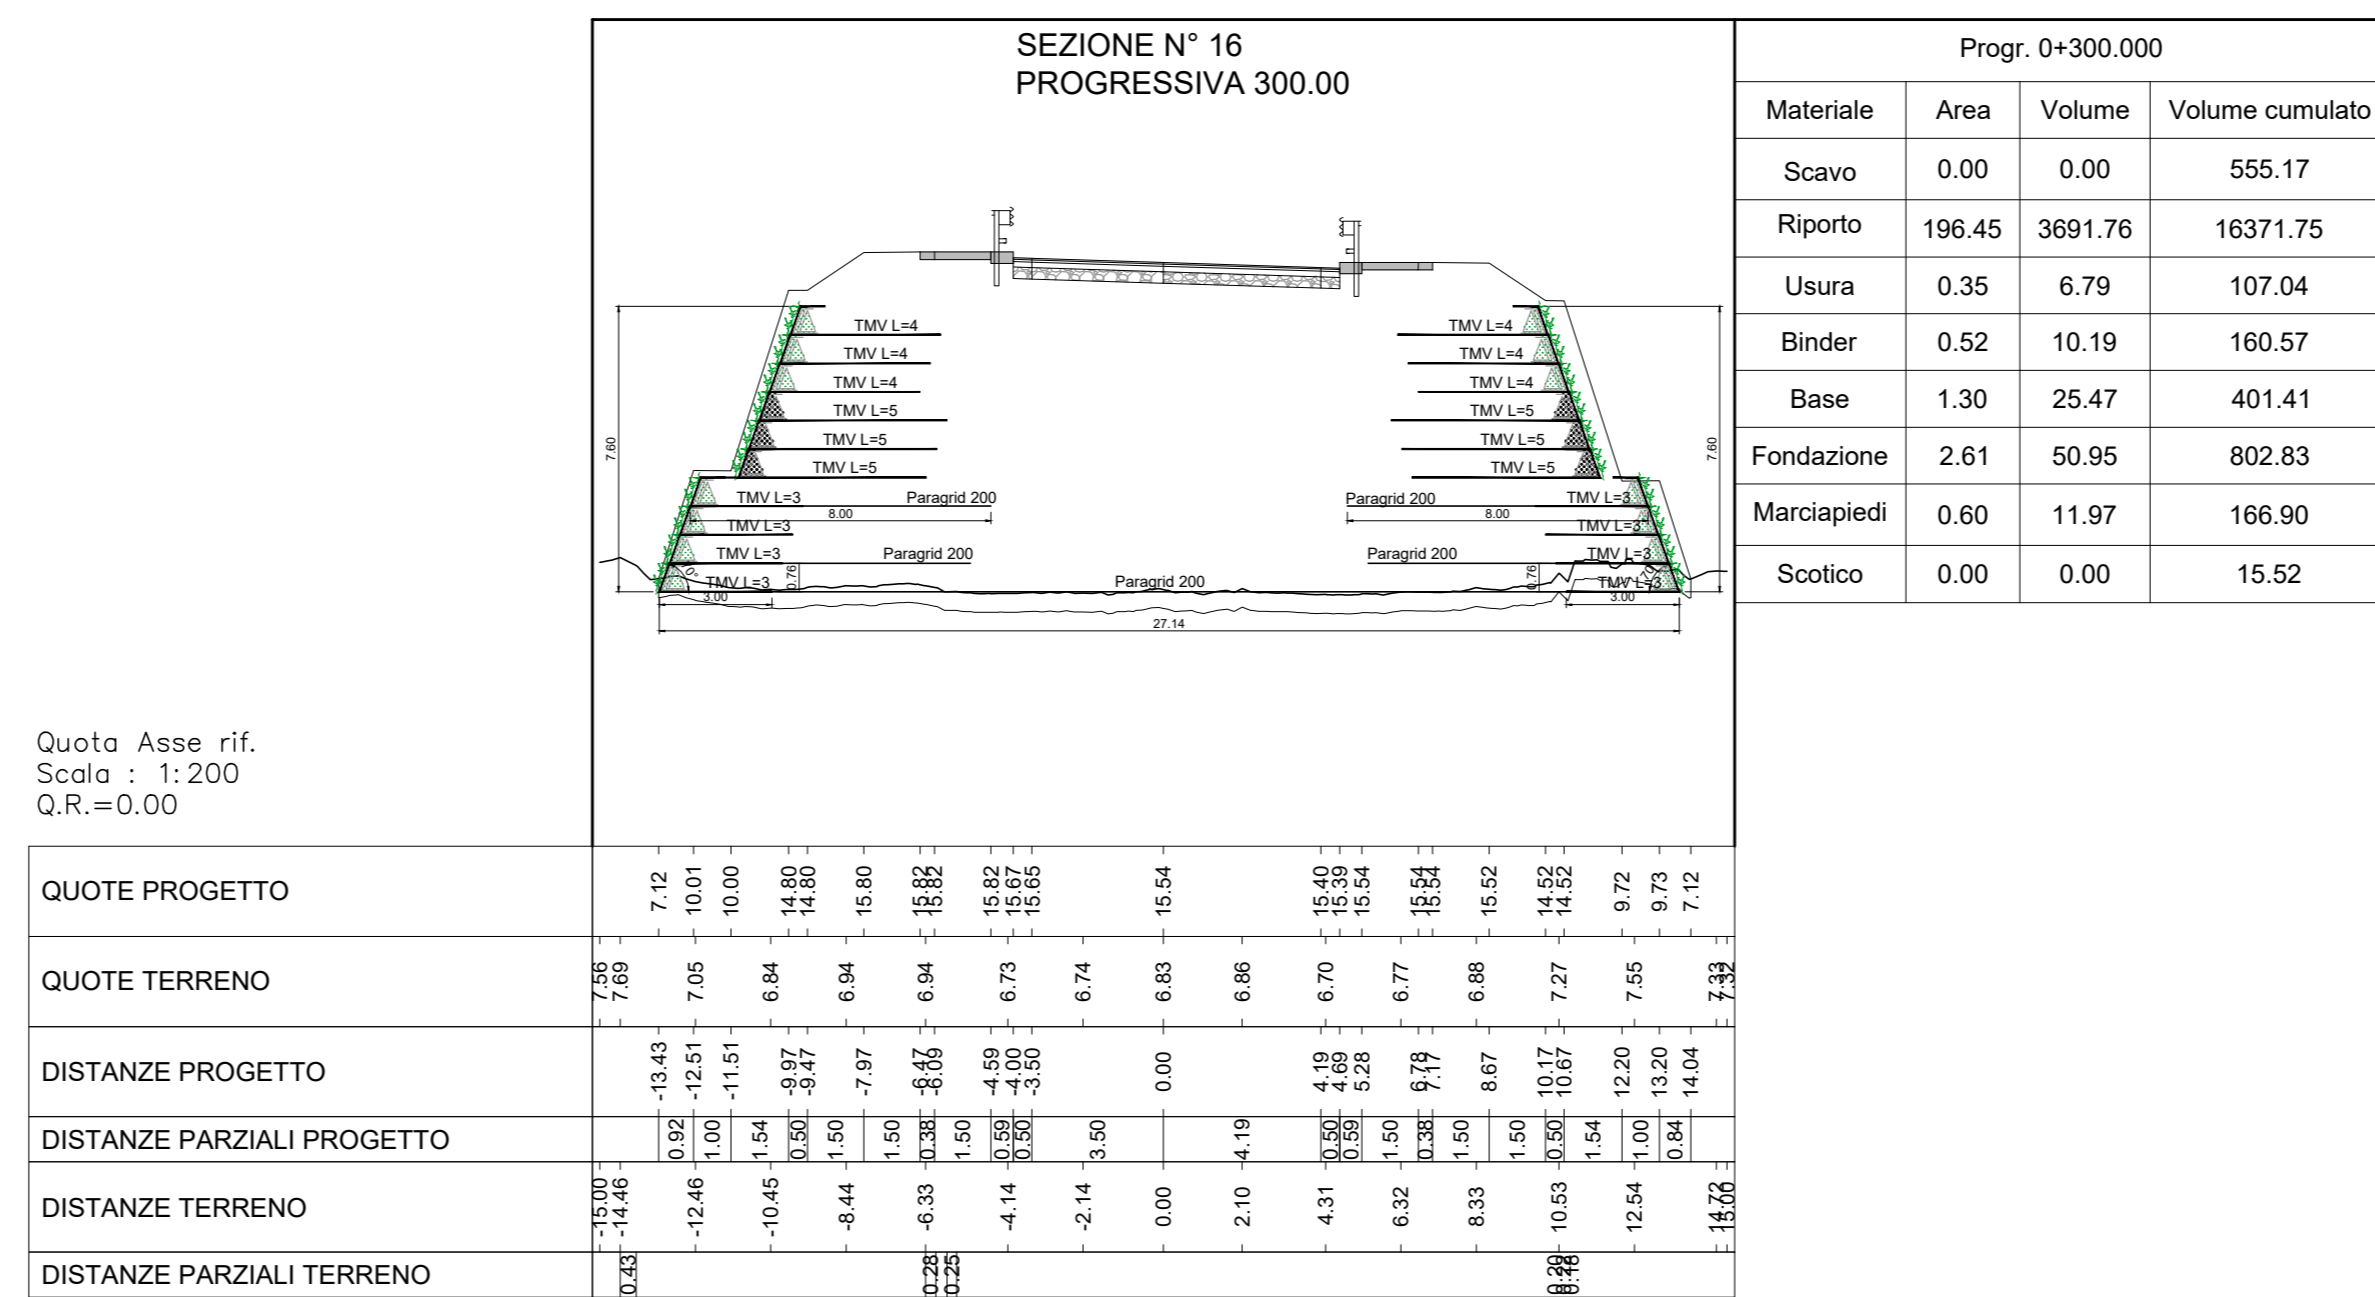 SEZIONE N° 16
PROGRESSIVA 300.00
Progr. 0+300.000
Materiale Area Volume Volume cumulato
Scavo 0.00 0.00 555.17
Riporto 196.45 3691.76 16371.75
Usura 0.35 6.79 107.04
Binder 0.52 10.19 160.57
Base 1.30 25.47 401.41
Fondazione 2.61 50.95 802.83
Marciapiedi 0.60 11.97 166.90
Scotico 0.00 0.00 15.52
TMV L=4 TMV L=4
TMV L=4 TMV L=4
TMV L=4 TMV L=4
TMV L=5 TMV L=5
TMV L=5 TMV L=5
TMV L=5 TMV L=5
7.60 7.60
TMV L=3 Paragrid 200 Paragrid 200 TMV L=3
8.00 8.00
TMV L=3 TMV L=3
TMV L=3 Paragrid 200 Paragrid 200 TMV L=3
TMV L=3 0.76 Paragrid 200 0.76 TMV L=3
3.00 3.00
27.14
Quota Asse rif.
Scala : 1:200
Q.R.=0.00
QUOTE PROGETTO 7.12 10.01 10.00 14.80 14.80 15.80 15.82 15.82 15.82 15.67 15.65 15.54 15.40 15.39 15.54 15.54 15.54 15.52 14.52 14.52 9.72 9.73 7.12
QUOTE TERRENO 7.56 7.69 7.05 6.84 6.94 6.94 6.73 6.74 6.83 6.86 6.70 6.77 6.88 7.27 7.55 7.33 7.32
DISTANZE PROGETTO -13.43 -12.51 -11.51 -9.97 -9.47 -7.97 -6.47 -6.09 -4.59 -4.00 -3.50 0.00 4.19 4.69 5.28 6.78 7.17 8.67 10.17 10.67 12.20 13.20 14.04
DISTANZE PARZIALI PROGETTO 0.92 1.00 1.54 0.50 1.50 1.50 0.38 1.50 0.59 0.50 3.50 4.19 0.50 0.59 1.50 0.38 1.50 1.50 0.50 1.54 1.00 0.84
DISTANZE TERRENO -15.00 -14.46 -12.46 -10.45 -8.44 -6.33 -4.14 -2.14 0.00 2.10 4.31 6.32 8.33 10.53 12.54 14.72 15.00
DISTANZE PARZIALI TERRENO 0.43 0.28 0.25 0.20 0.18